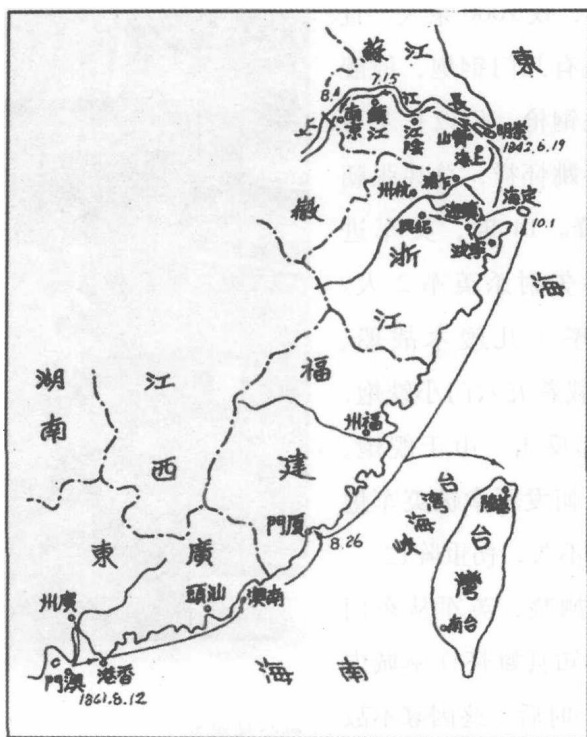 江蘇
東
海
長
江
上
8.4
南京
7.15
鎮江
江陰
寶山
上海
崇明
1842.6.19
乍浦
杭州
定海
10.1
鎮海
紹興
寧波
徽
浙
江
福
建
福州
湖
南
江
西
廈門
8.26
廣
東
台
灣
海
峽
基隆
台
灣
台南
南澳
汕頭
廣州
香港
澳門
1841.8.12
南
海